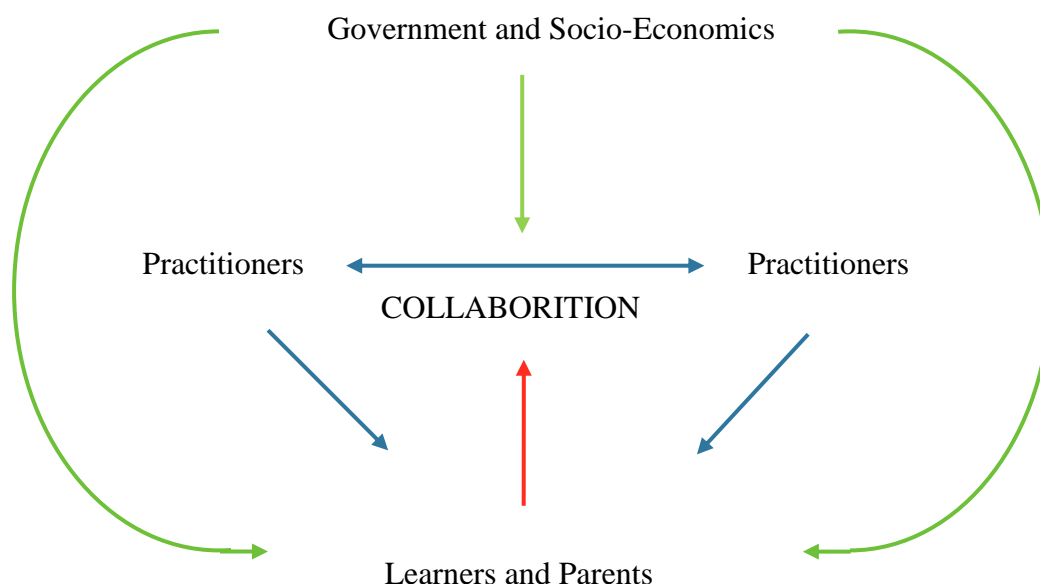 Government and Socio-Economics
Practitioners
Practitioners
COLLABORITION
Learners and Parents